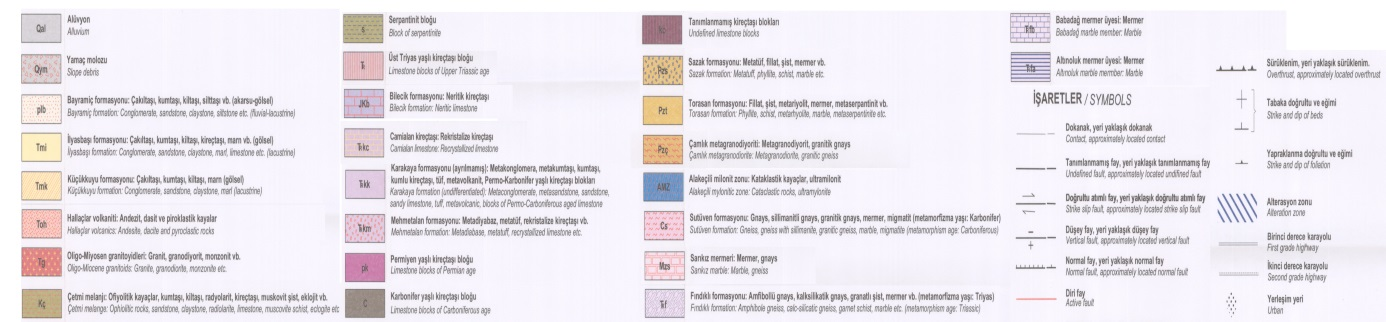 Qal
Alüvyon
Alluvium
Qym
Yamaç molozu
Slope debris
plb
Bayramiç formasyonu: Çakıltaşı, kumtaşı, kiltaşı, silttaşı vb. (akarsu-gölsel)
Bayramiç formation: Conglomerate, sandstone, claystone, siltstone etc. (fluvial-lacustrine)
Tmi
İlyasbaşı formasyonu: Çakıltaşı, kumtaşı, kiltaşı, kireçtaşı, marn vb. (gölsel)
İlyasbaşı formation: Conglomerate, sandstone, claystone, marl, limestone etc. (lacustrine)
Tmk
Küçükkuyu formasyonu: Çakıltaşı, kumtaşı, kiltaşı, marn (gölsel)
Küçükkuyu formation: Conglomerate, sandstone, claystone, marl (lacustrine)
Toh
Hallaçlar volkaniti: Andezit, dasit ve piroklastik kayalar
Hallaçlar volcanics: Andesite, dacite and pyroclastic rocks
Tg
Oligo-Miyosen granitoyidleri: Granit, granodiyorit, monzonit vb.
Oligo-Miocene granitoids: Granite, granodiorite, monzonite etc.
Kç
Çetmi melanjı: Ofiyolitik kayaçlar, kumtaşı, kiltaşı, radyolarit, kireçtaşı, muskovit şist, eklojit vb.
Çetmi melange: Ophiolitic rocks, sandstone, claystone, radiolarite, limestone, muscovite schist, eclogite etc
s
Serpantinit bloğu
Block of serpentinite
Tr
Üst Triyas yaşlı kireçtaşı bloğu
Limestone blocks of Upper Triassic age
JKb
Bilecik formasyonu: Neritik kireçtaşı
Bilecik formation: Neritic limestone
Trkc
Camialan kireçtaşı: Rekristalize kireçtaşı
Camialan limestone: Recrystallized limestone
Trkk
Karakaya formasyonu (ayrılmamış): Metakonglomera, metakumtaşı, kumtaşı,
kumlu kireçtaşı, tüf, metavolkanit, Permo-Karbonifer yaşlı kireçtaşı blokları
Karakaya formation (undifferentiated): Metaconglomerate, metasandstone, sandstone,
sandy limestone, tuff, metavolcanic, blocks of Permo-Carboniferous aged limestone
Trkm
Mehmetalan formasyonu: Metadiyabaz, metatüf, rekristalize kireçtaşı vb.
Mehmetalan formation: Metadiabase, metatuff, recrystallized limestone etc.
pk
Permiyen yaşlı kireçtaşı bloğu
Limestone blocks of Permian age
C
Karbonifer yaşlı kireçtaşı bloğu
Limestone blocks of Carboniferous age
Tanımlanmamış kireçtaşı blokları
Undefined limestone blocks
Pzs
Sazak formasyonu: Metatüf, fillat, şist, mermer vb.
Sazak formation: Metatuff, phyllite, schist, marble etc.
Pzt
Torasan formasyonu: Fillat, şist, metariyolit, mermer, metaserpantinit vb.
Torasan formation: Phyllite, schist, metarhyolite, marble, metaserpentinite etc.
Pzç
Çamlık metagranodiyoriti: Metagranodiyorit, granitik gnays
Çamlık metagranodiorite: Metagranodiorite, granitic gneiss
AMZ
Alakeçili milonit zonu: Kataklastik kayaçlar, ultramilonit
Alakeçili mylonitic zone: Cataclastic rocks, ultramylonite
Cs
Sutüven formasyonu: Gnays, sillimanitli gnays, granitik gnays, mermer, migmatit (metamorfizma yaşı: Karbonifer)
Sutüven formation: Gneiss, gneiss with sillimanite, granitic gneiss, marble, migmatite (metamorphism age: Carboniferous)
Mzs
Sarıkız mermeri: Mermer, gnays
Sarıkız marble: Marble, gneiss
Trf
Fındıklı formasyonu: Amfibollü gnays, kalksilikatik gnays, granatlı şist, mermer vb. (metamorfizma yaşı: Triyas)
Fındıklı formation: Amphibole gneiss, calc-silicatic gneiss, garnet schist, marble etc. (metamorphism age: Triassic)
Trfb
Babadağ mermer üyesi: Mermer
Babadağ marble member: Marble
Trfa
Altınoluk mermer üyesi: Mermer
Altınoluk marble member: Marble
İŞARETLER / SYMBOLS
Dokanak, yeri yaklaşık dokanak
Contact, approximately located contact
Tanımlanmamış fay, yeri yaklaşık tanımlanmamış fay
Undefined fault, approximately located undefined fault
Doğrultu atımlı fay, yeri yaklaşık doğrultu atımlı fay
Strike slip fault, approximately located strike slip fault
Düşey fay, yeri yaklaşık düşey fay
Vertical fault, approximately located vertical fault
Normal fay, yeri yaklaşık normal fay
Normal fault, approximately located normal fault
Diri fay
Active fault
Sürüklenim, yeri yaklaşık sürüklenim.
Overthrust, approximately located overthrust
Tabaka doğrultu ve eğimi
Strike and dip of beds
Yapraklanma doğrultu ve eğimi
Strike and dip of foliation
Alterasyon zonu
Alteration zone
Birinci derece karayolu
First grade highway
İkinci derece karayolu
Second grade highway
Yerleşim yeri
Urban